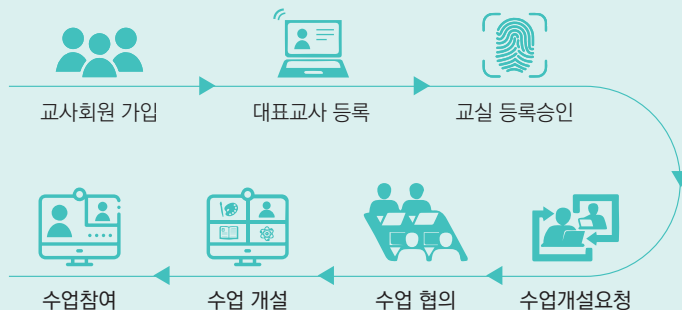 교사회원 가입
대표교사 등록
교실 등록승인
수업개설요청
수업 협의
수업 개설
수업참여